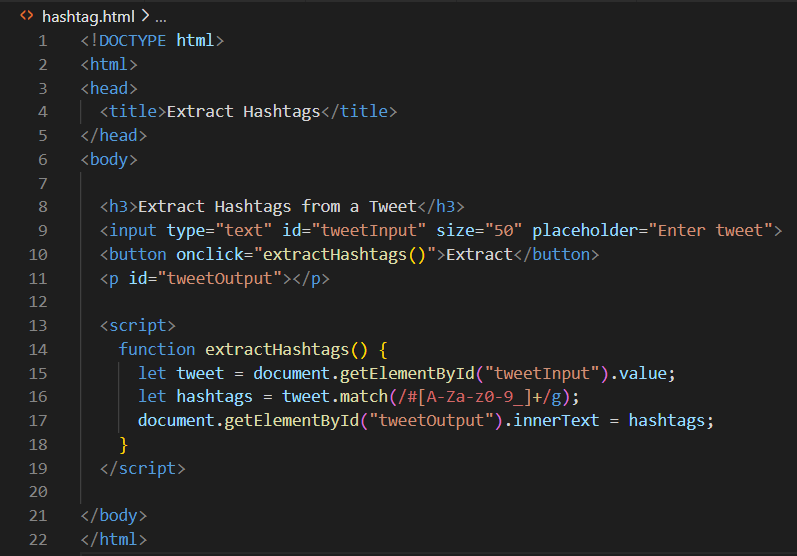 hashtag.html > ...
1 <!DOCTYPE html>
2 <html>
3 <head>
4   <title>Extract Hashtags</title>
5 </head>
6 <body>
7
8   <h3>Extract Hashtags from a Tweet</h3>
9   <input type="text" id="tweetInput" size="50" placeholder="Enter tweet">
10   <button onclick="extractHashtags()">Extract</button>
11   <p id="tweetOutput"></p>
12
13   <script>
14     function extractHashtags() {
15       let tweet = document.getElementById("tweetInput").value;
16       let hashtags = tweet.match(/#[A-Za-z0-9_]+/g);
17       document.getElementById("tweetOutput").innerText = hashtags;
18     }
19   </script>
20
21 </body>
22 </html>